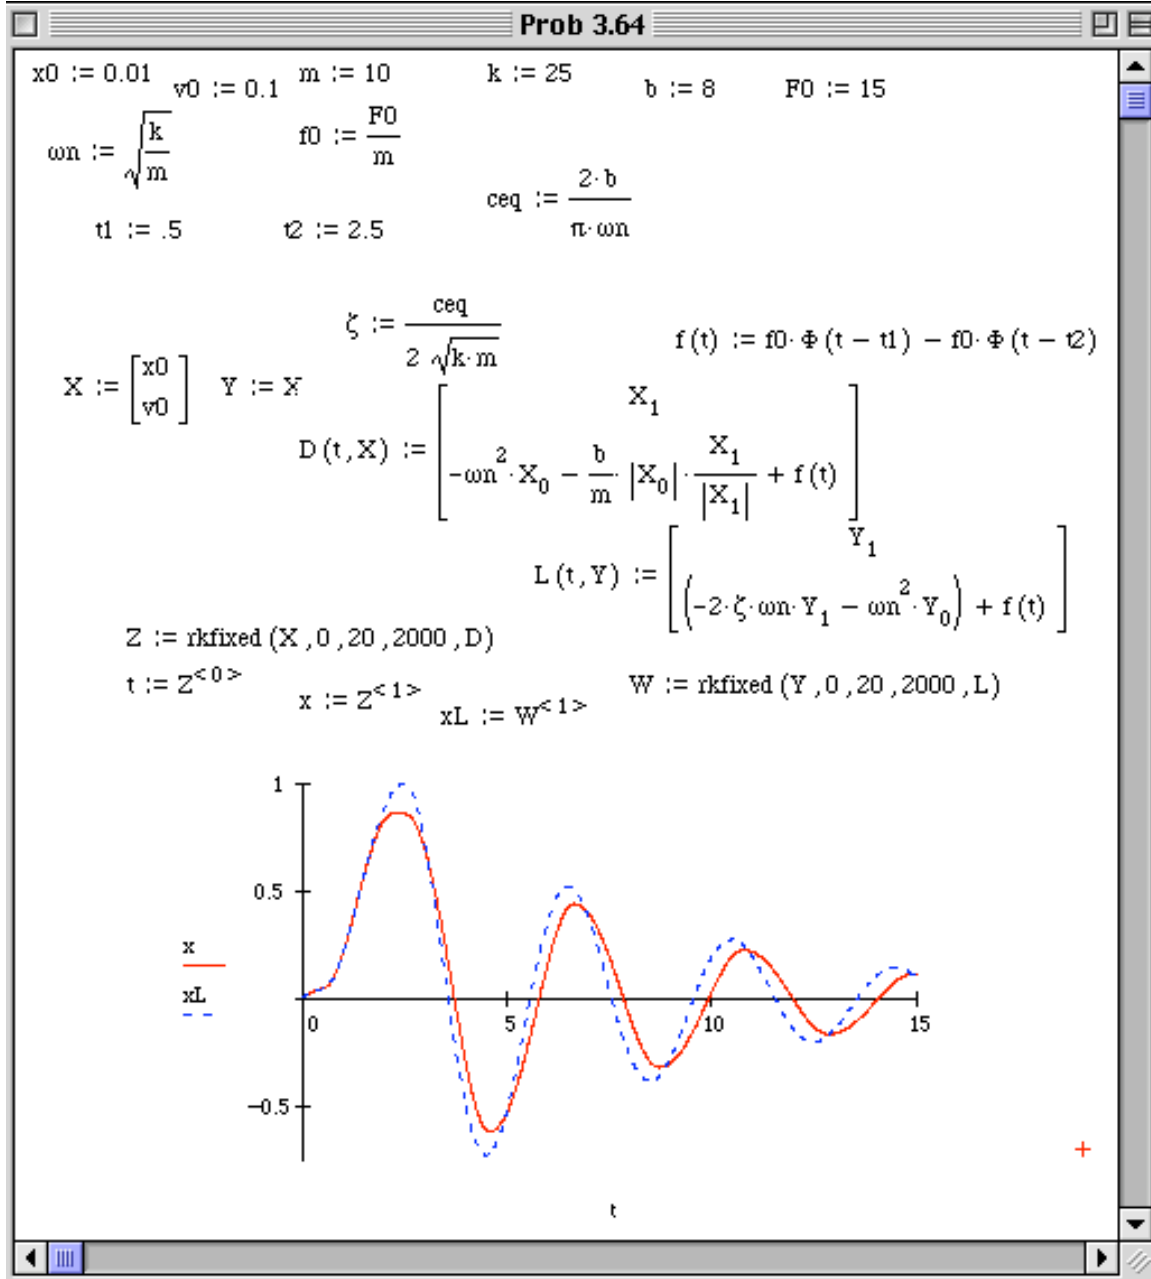 Prob 3.64
x0 := 0.01 v0 := 0.1 m := 10 k := 25 b := 8 F0 := 15
ωn := √(k/m) f0 := F0/m
ceq := 2·b/(π·ωn)
t1 := .5 t2 := 2.5
ζ := ceq/(2 √(k·m)) f(t) := f0·Φ(t − t1) − f0·Φ(t − t2)
X := [x0 v0] Y := X
D(t,X) := [X₁ −ωn²·X₀ − b/m·|X₀|·X₁/|X₁| + f(t)]
L(t,Y) := [Y₁ (−2·ζ·ωn·Y₁ − ωn²·Y₀) + f(t)]
Z := rkfixed(X,0,20,2000,D)
t := Z^<0> x := Z^<1> xL := W^<1> W := rkfixed(Y,0,20,2000,L)
1
0.5
x
xL
0 5 10 15
−0.5
t